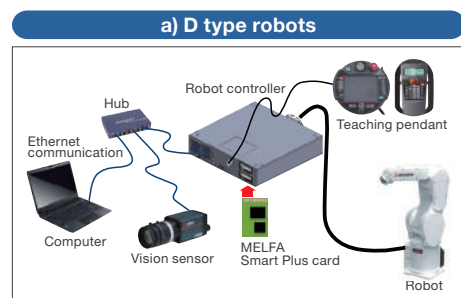 a) D type robots
Robot controller
Hub
Teaching pendant
Ethernet
communication
Computer
Vision sensor
MELFA
Smart Plus card
Robot